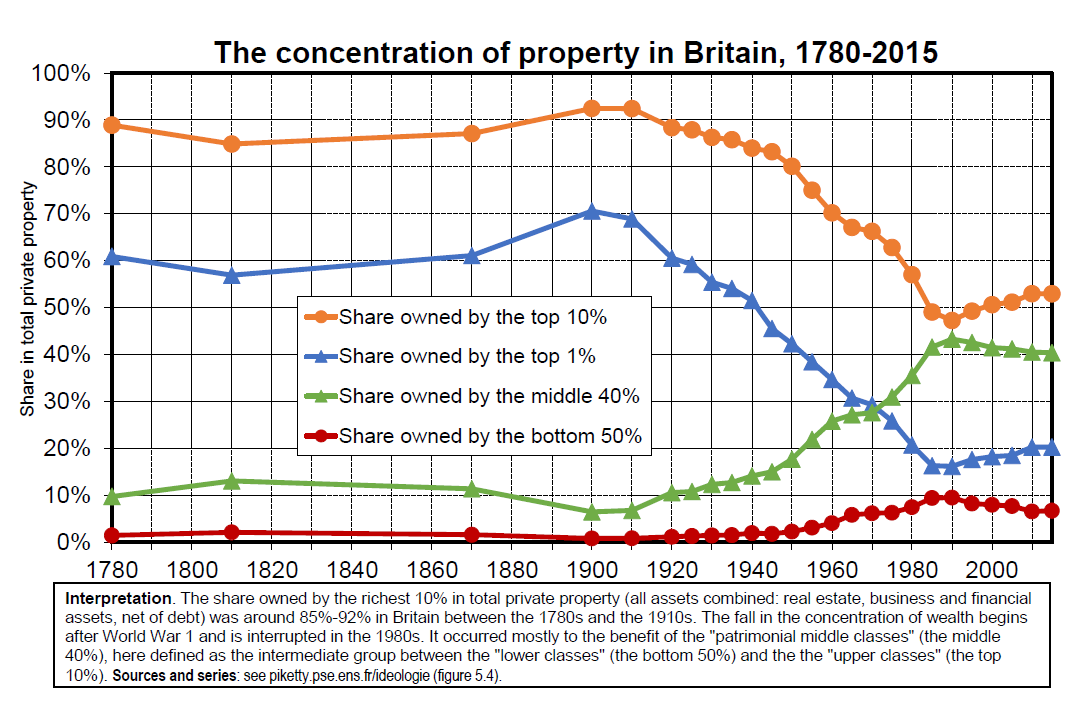 The concentration of property in Britain, 1780-2015
100%
90%
80%
70%
60%
50%
40%
30%
20%
10%
0%
Share in total private property
Share owned by the top 10%
Share owned by the top 1%
Share owned by the middle 40%
Share owned by the bottom 50%
1780 1800 1820 1840 1860 1880 1900 1920 1940 1960 1980 2000
Interpretation. The share owned by the richest 10% in total private property (all assets combined: real estate, business and financial
assets, net of debt) was around 85%-92% in Britain between the 1780s and the 1910s. The fall in the concentration of wealth begins
after World War 1 and is interrupted in the 1980s. It occurred mostly to the benefit of the "patrimonial middle classes" (the middle
40%), here defined as the intermediate group between the "lower classes" (the bottom 50%) and the the "upper classes" (the top
10%). Sources and series: see piketty.pse.ens.fr/ideologie (figure 5.4).